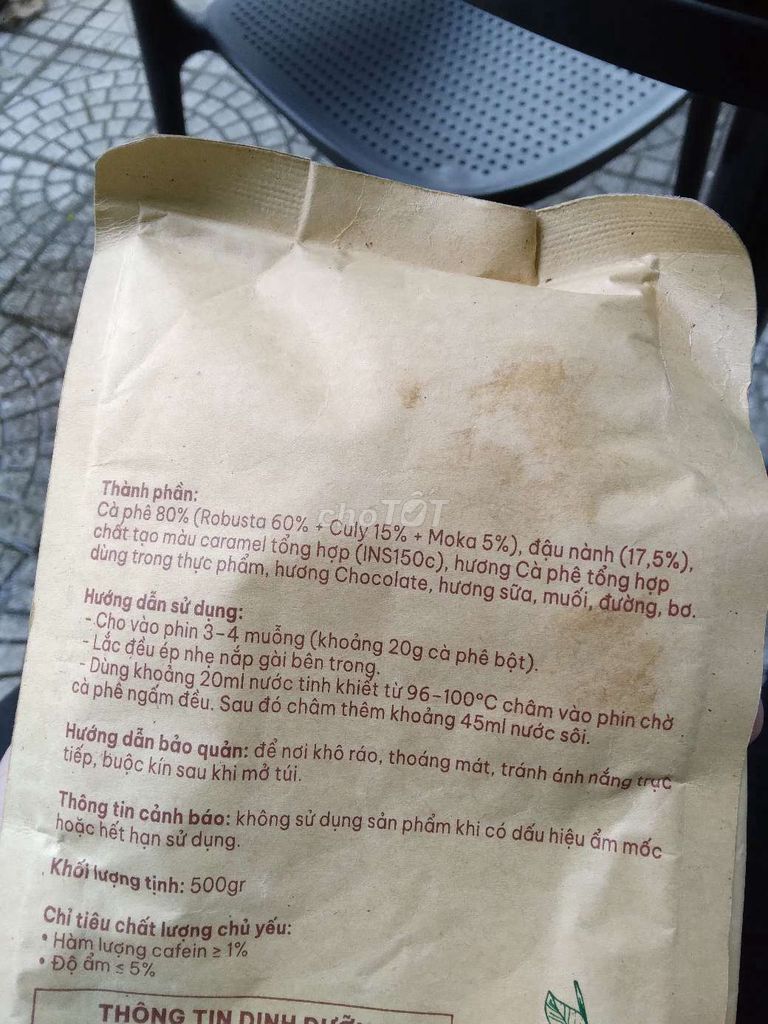 Thành phần:
Cà phê 80% (Robusta 60% + Culy 15% + Moka 5%), đậu nành (17,5%),
chất tạo màu caramel tổng hợp (INS150c), hương Cà phê tổng hợp
dùng trong thực phẩm, hương Chocolate, hương sữa, muối, đường, bơ.
Hướng dẫn sử dụng:
- Cho vào phin 3-4 muỗng (khoảng 20g cà phê bột).
- Lắc đều ép nhẹ nắp gài bên trong.
- Dùng khoảng 20ml nước tinh khiết từ 96-100°C châm vào phin chờ
cà phê ngấm đều. Sau đó châm thêm khoảng 45ml nước sôi.
Hướng dẫn bảo quản: để nơi khô ráo, thoáng mát, tránh ánh nắng trực
tiếp, buộc kín sau khi mở túi.
Thông tin cảnh báo: không sử dụng sản phẩm khi có dấu hiệu ẩm mốc
hoặc hết hạn sử dụng.
Khối lượng tịnh: 500gr
Chỉ tiêu chất lượng chủ yếu:
• Hàm lượng cafein ≥ 1%
• Độ ẩm ≤ 5%
THÔNG TIN DINH DƯỠN
choTỐT